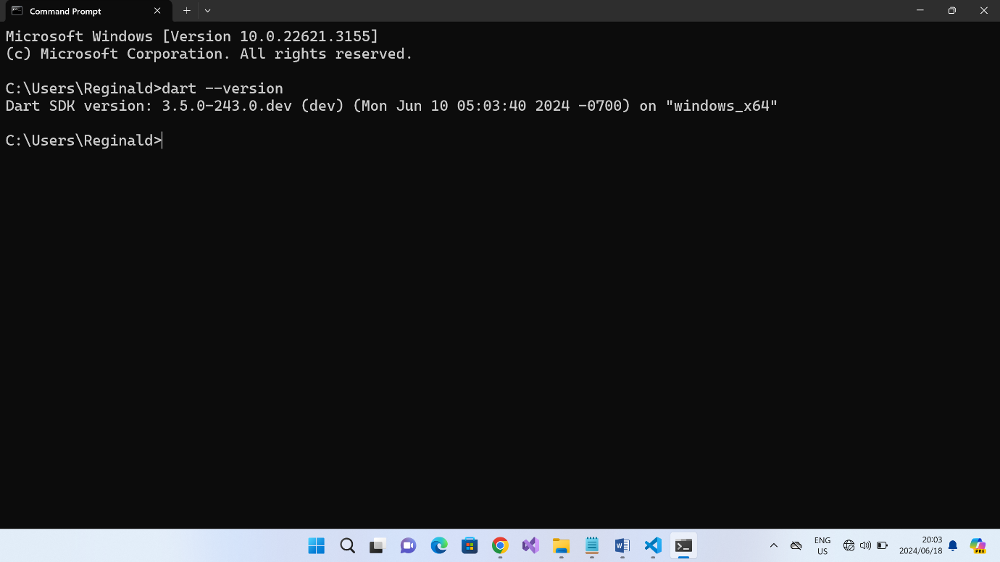 Command Prompt
Microsoft Windows [Version 10.0.22621.3155]
(c) Microsoft Corporation. All rights reserved.
C:\Users\Reginald>dart --version
Dart SDK version: 3.5.0-243.0.dev (dev) (Mon Jun 10 05:03:40 2024 -0700) on "windows_x64"
C:\Users\Reginald>
ENG
US
20:03
2024/06/18
PRE